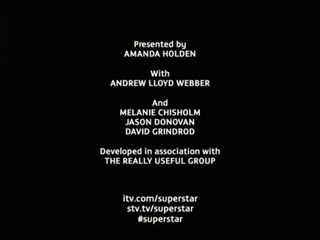 Presented by
AMANDA HOLDEN
With
ANDREW LLOYD WEBBER
And
MELANIE CHISHOLM
JASON DONOVAN
DAVID GRINDROD
Developed in association with
THE REALLY USEFUL GROUP
itv.com/superstar
stv.tv/superstar
#superstar